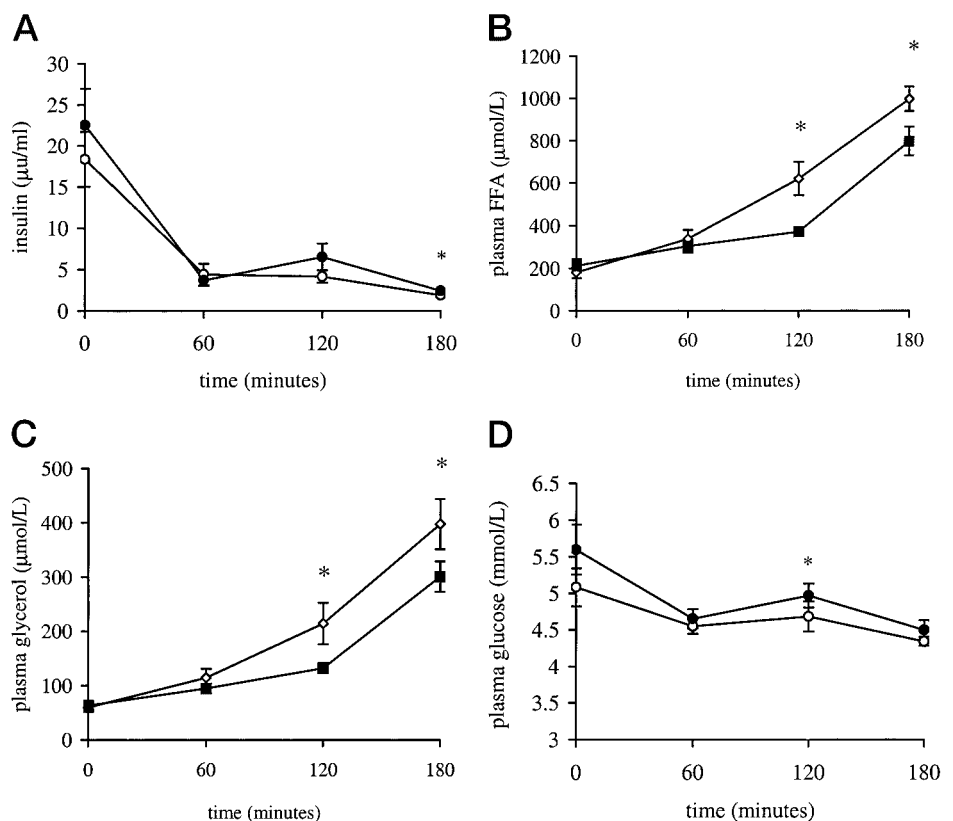 A
insulin (μu/ml)
30
25
20
15
10
5
0
*
0 60 120 180
time (minutes)
B
plasma FFA (μmol/L)
1200
1000
800
600
400
200
0
*
*
0 60 120 180
time (minutes)
C
plasma glycerol (μmol/L)
500
400
300
200
100
0
*
*
0 60 120 180
time (minutes)
D
plasma glucose (mmol/L)
6.5
6
5.5
5
4.5
4
3.5
3
*
0 60 120 180
time (minutes)